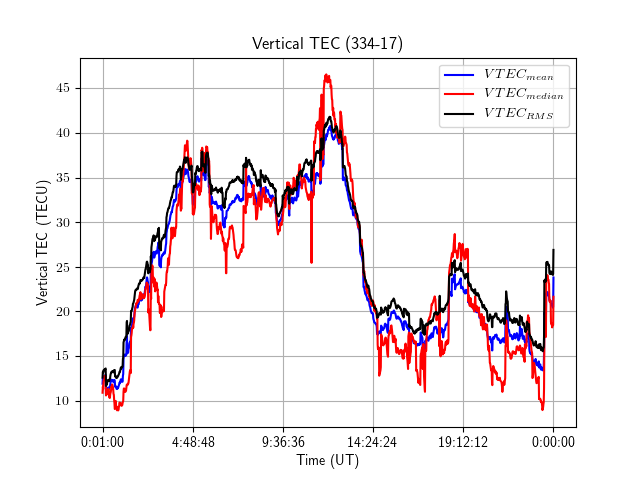 Vertical TEC (334-17)
VTEC_mean
VTEC_median
VTEC_RMS
Vertical TEC (TECU)
45
40
35
30
25
20
15
10
0:01:00 4:48:48 9:36:36 14:24:24 19:12:12 0:00:00
Time (UT)